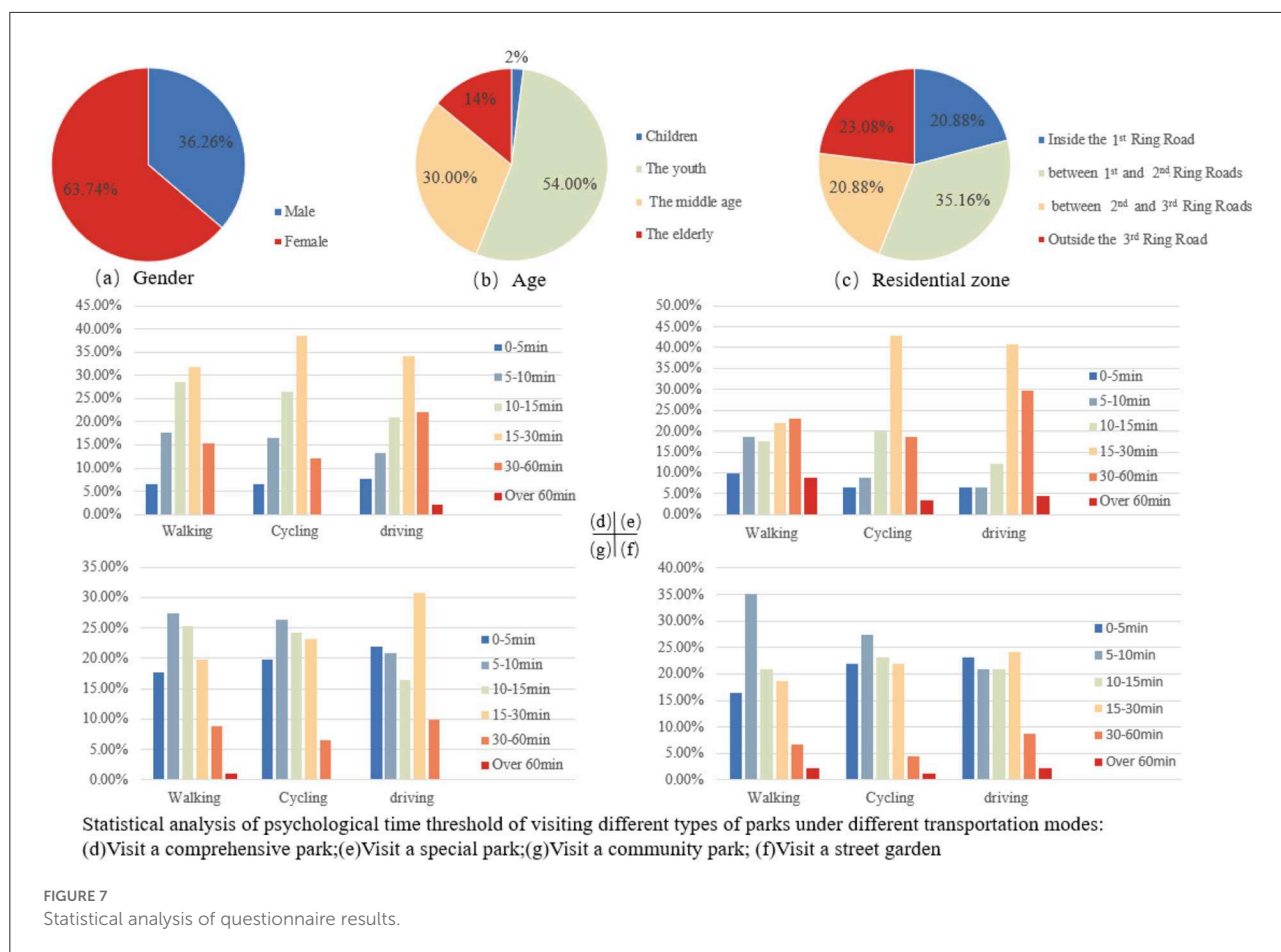 36.26%
63.74%
Male
Female
(a) Gender
2%
14%
30.00%
54.00%
Children
The youth
The middle age
The elderly
(b) Age
23.08%
20.88%
20.88%
35.16%
Inside the 1st Ring Road
between 1st and 2nd Ring Roads
between 2nd and 3rd Ring Roads
Outside the 3rd Ring Road
(c) Residential zone
45.00%
40.00%
35.00%
30.00%
25.00%
20.00%
15.00%
10.00%
5.00%
0.00%
Walking Cycling driving
0-5min
5-10min
10-15min
15-30min
30-60min
Over 60min
50.00%
45.00%
40.00%
35.00%
30.00%
25.00%
20.00%
15.00%
10.00%
5.00%
0.00%
Walking Cycling driving
0-5min
5-10min
10-15min
15-30min
30-60min
Over 60min
(d) (e)
(g) (f)
35.00%
30.00%
25.00%
20.00%
15.00%
10.00%
5.00%
0.00%
Walking Cycling driving
0-5min
5-10min
10-15min
15-30min
30-60min
Over 60min
40.00%
35.00%
30.00%
25.00%
20.00%
15.00%
10.00%
5.00%
0.00%
Walking Cycling driving
0-5min
5-10min
10-15min
15-30min
30-60min
Over 60min
Statistical analysis of psychological time threshold of visiting different types of parks under different transportation modes:
(d)Visit a comprehensive park;(e)Visit a special park;(g)Visit a community park; (f)Visit a street garden
FIGURE 7
Statistical analysis of questionnaire results.